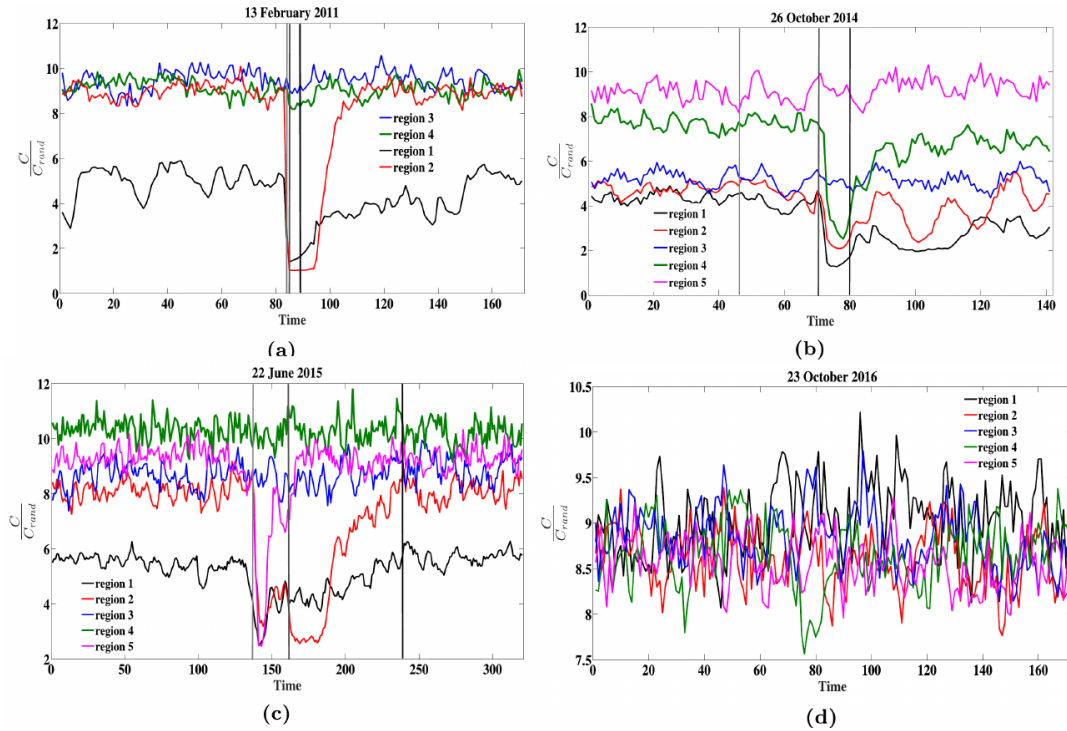 13 February 2011
12
10
8
6
4
2
0
C
C_rand
region 3
region 4
region 1
region 2
0 20 40 60 80 100 120 140 160
Time
(a)
26 October 2014
12
10
8
6
4
2
0
C
C_rand
region 1
region 2
region 3
region 4
region 5
0 20 40 60 80 100 120 140
Time
(b)
22 June 2015
12
10
8
6
4
2
C
C_rand
region 1
region 2
region 3
region 4
region 5
0 50 100 150 200 250 300
Time
(c)
23 October 2016
10.5
10
9.5
9
8.5
8
7.5
C
C_rand
region 1
region 2
region 3
region 4
region 5
0 20 40 60 80 100 120 140 160
Time
(d)